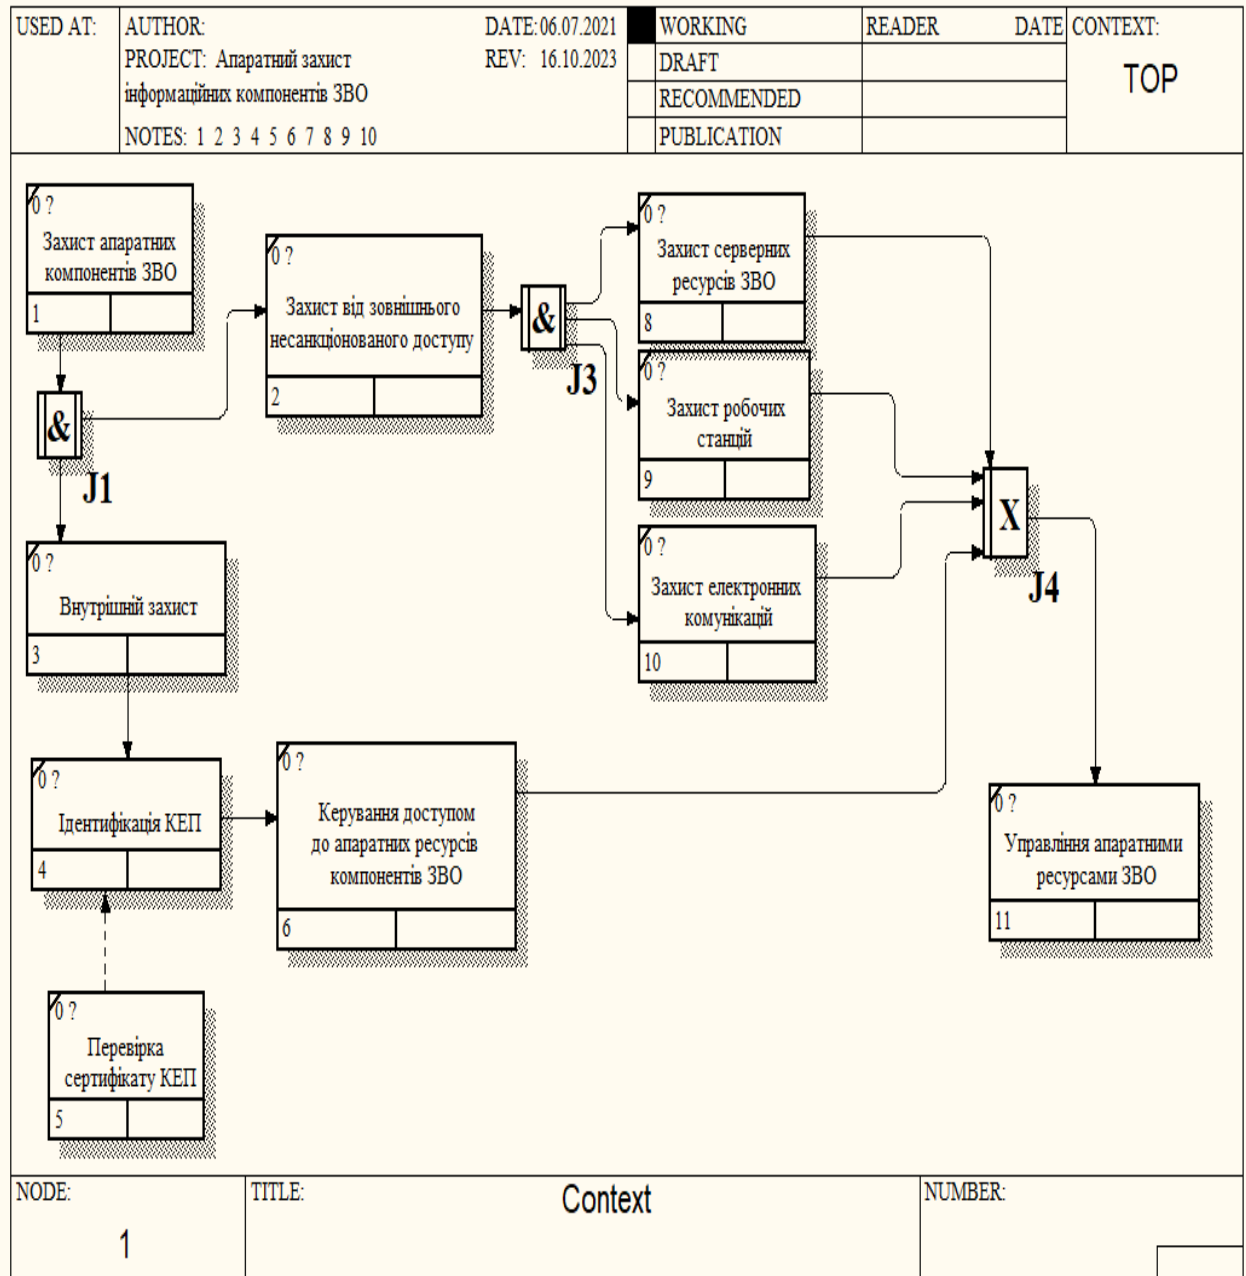 USED AT:
AUTHOR:
DATE: 06.07.2021
PROJECT: Апаратний захист
REV: 16.10.2023
інформаційних компонентів ЗВО
NOTES: 1 2 3 4 5 6 7 8 9 10
WORKING
DRAFT
RECOMMENDED
PUBLICATION
READER DATE
CONTEXT:
TOP
0 ?
Захист апаратних
компонентів ЗВО
1
&
J1
0 ?
Захист від зовнішнього
несанкціонованого доступу
2
&
J3
0 ?
Захист серверних
ресурсів ЗВО
8
0 ?
Захист робочих
станцій
9
0 ?
Захист електронних
комунікацій
10
X
J4
0 ?
Внутрішній захист
3
0 ?
Ідентифікація КЕП
4
0 ?
Керування доступом
до апаратних ресурсів
компонентів ЗВО
6
0 ?
Управління апаратними
ресурсами ЗВО
11
0 ?
Перевірка
сертифікату КЕП
5
NODE:
1
TITLE:
Context
NUMBER: